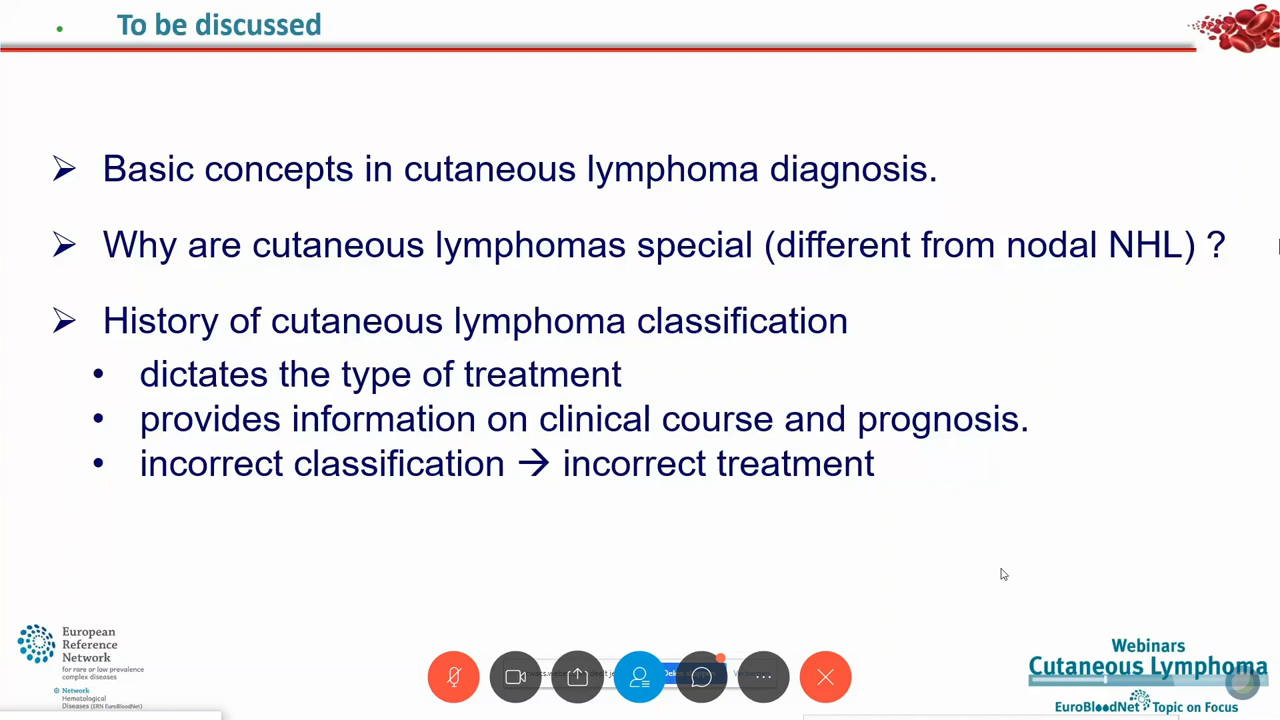 To be discussed
Basic concepts in cutaneous lymphoma diagnosis.
Why are cutaneous lymphomas special (different from nodal NHL) ?
History of cutaneous lymphoma classification
• dictates the type of treatment
• provides information on clinical course and prognosis.
• incorrect classification → incorrect treatment
European
Reference
Network
for rare or low prevalence
complex diseases
Network
Hematological
Diseases (ERN EuroBloodNet)
Webinars
Cutaneous Lymphoma
EuroBloodNet Topic on Focus